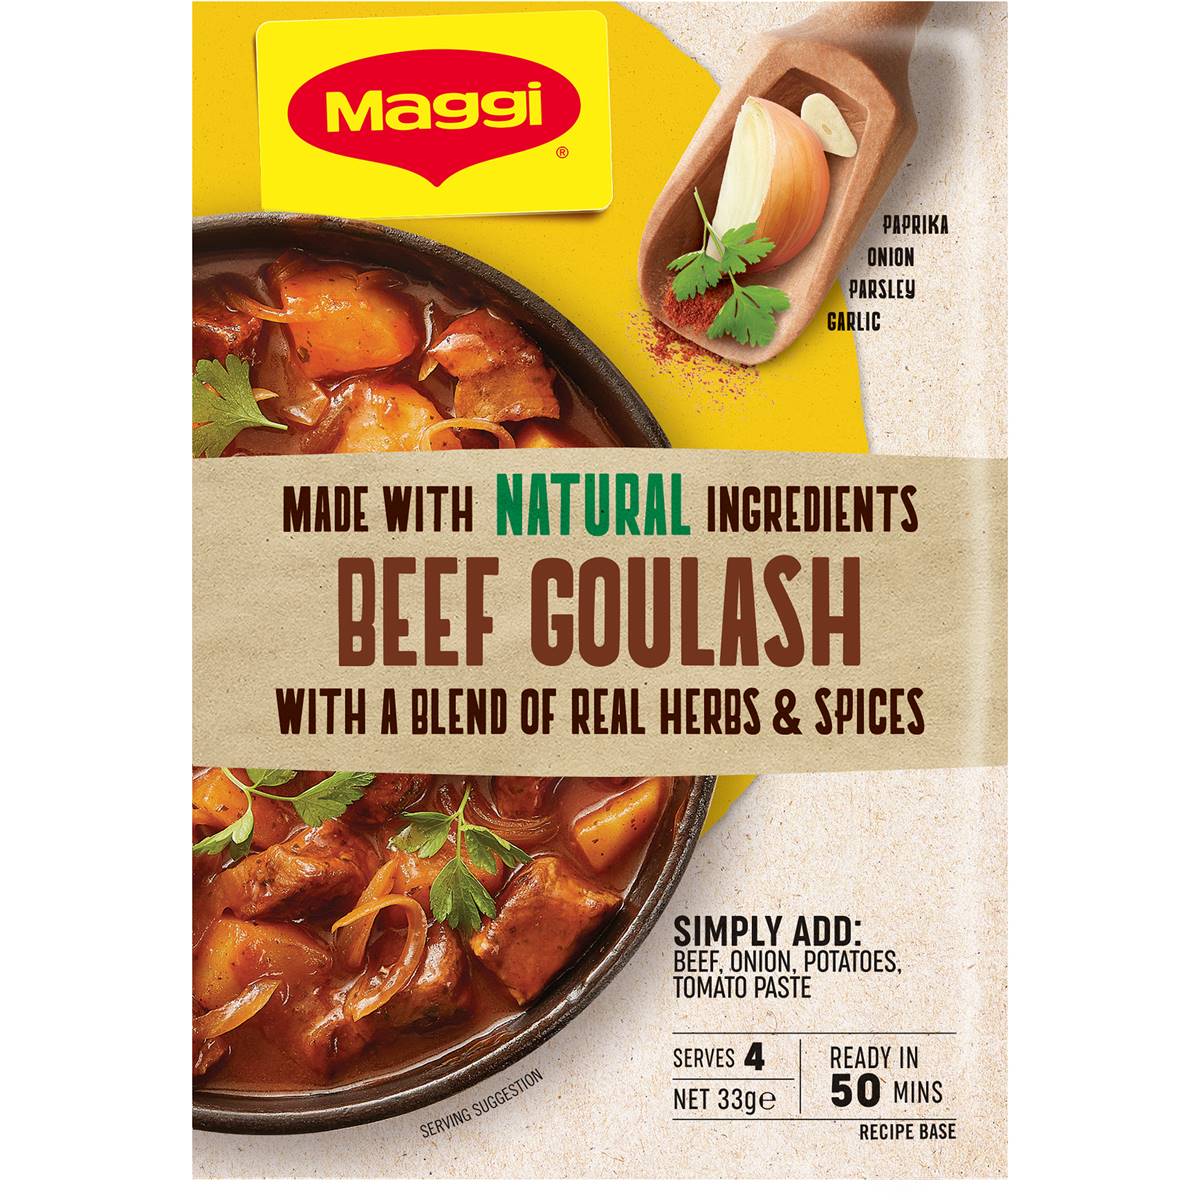 Maggi
®
PAPRIKA
ONION
PARSLEY
GARLIC
MADE WITH NATURAL INGREDIENTS
BEEF GOULASH
WITH A BLEND OF REAL HERBS & SPICES
SIMPLY ADD:
BEEF, ONION, POTATOES,
TOMATO PASTE
SERVES 4
NET 33g℮
READY IN
50 MINS
RECIPE BASE
SERVING SUGGESTION